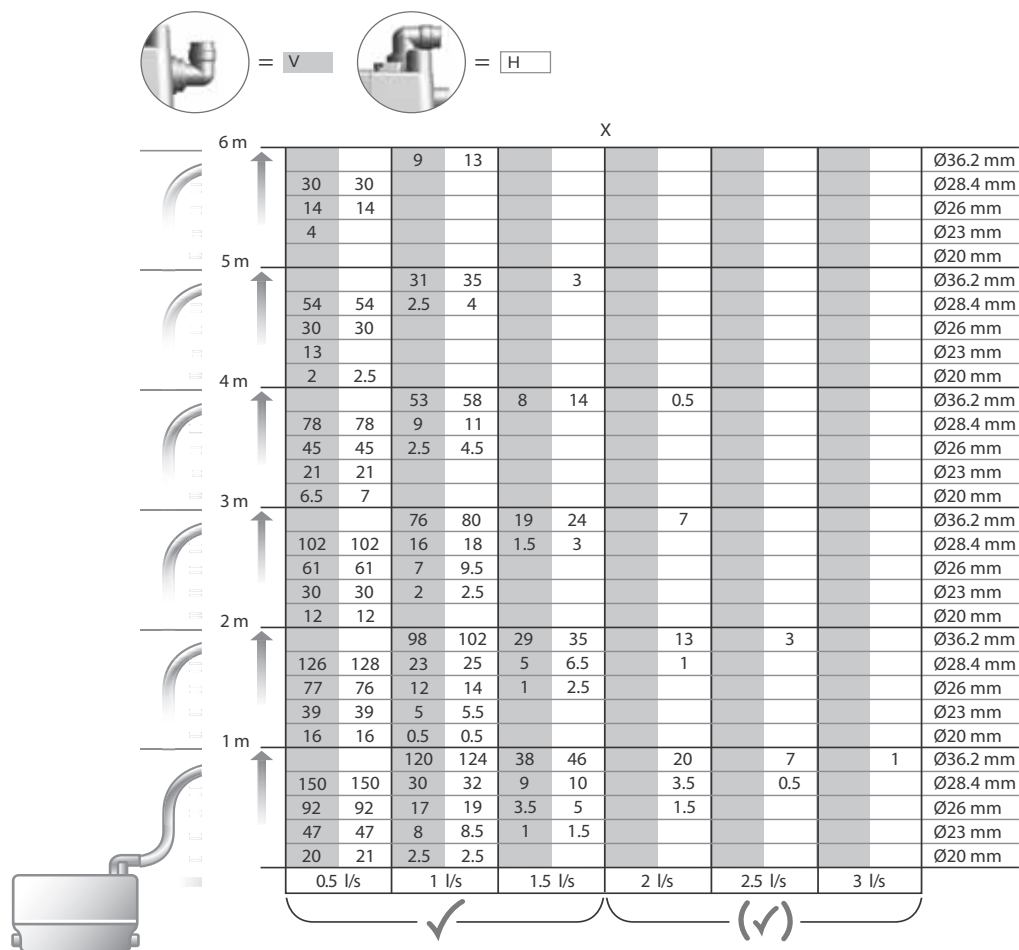 = V = H
X
6 m
9 13 Ø36.2 mm
30 30 Ø28.4 mm
14 14 Ø26 mm
4 Ø23 mm
Ø20 mm
5 m
31 35 3 Ø36.2 mm
54 54 2.5 4 Ø28.4 mm
30 30 Ø26 mm
13 Ø23 mm
2 2.5 Ø20 mm
4 m
53 58 8 14 0.5 Ø36.2 mm
78 78 9 11 Ø28.4 mm
45 45 2.5 4.5 Ø26 mm
21 21 Ø23 mm
6.5 7 Ø20 mm
3 m
76 80 19 24 7 Ø36.2 mm
102 102 16 18 1.5 3 Ø28.4 mm
61 61 7 9.5 Ø26 mm
30 30 2 2.5 Ø23 mm
12 12 Ø20 mm
2 m
98 102 29 35 13 3 Ø36.2 mm
126 128 23 25 5 6.5 1 Ø28.4 mm
77 76 12 14 1 2.5 Ø26 mm
39 39 5 5.5 Ø23 mm
16 16 0.5 0.5 Ø20 mm
1 m
120 124 38 46 20 7 1 Ø36.2 mm
150 150 30 32 9 10 3.5 0.5 Ø28.4 mm
92 92 17 19 3.5 5 1.5 Ø26 mm
47 47 8 8.5 1 1.5 Ø23 mm
20 21 2.5 2.5 Ø20 mm
0.5 l/s 1 l/s 1.5 l/s 2 l/s 2.5 l/s 3 l/s
✓ (✓)